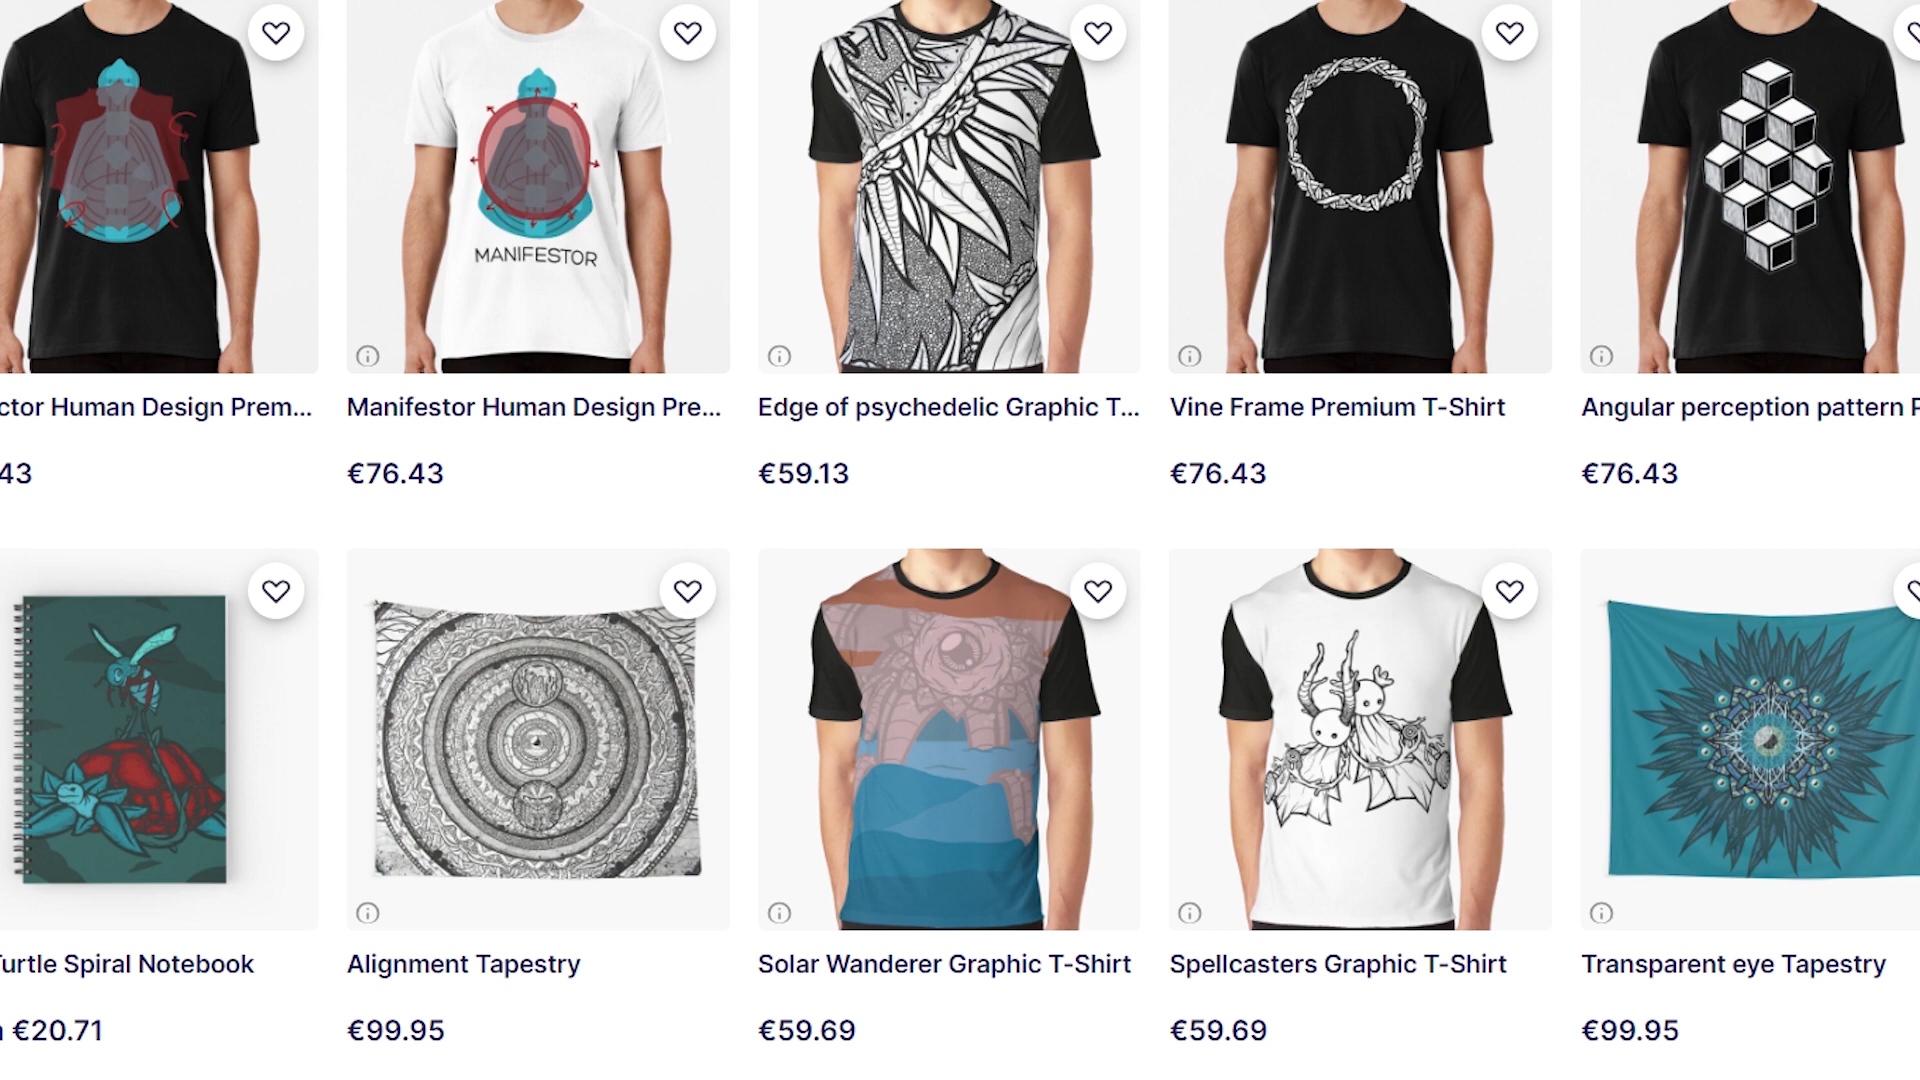 MANIFESTOR
ctor Human Design Prem...
Manifestor Human Design Pre...
Edge of psychedelic Graphic T...
Vine Frame Premium T-Shirt
Angular perception pattern P
43
€76.43
€59.13
€76.43
€76.43
urtle Spiral Notebook
Alignment Tapestry
Solar Wanderer Graphic T-Shirt
Spellcasters Graphic T-Shirt
Transparent eye Tapestry
€20.71
€99.95
€59.69
€59.69
€99.95